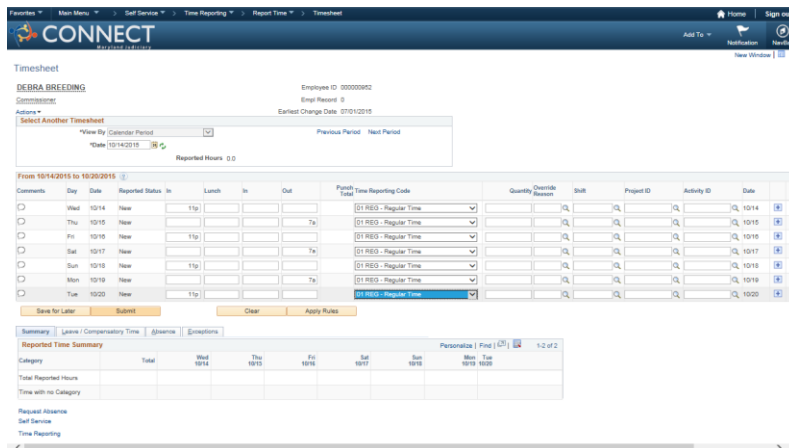 Favorites Main Menu > Self Service > Time Reporting > Report Time > Timesheet Home Sign ou
CONNECT Add To Notification NavBa
Maryland Judiciary
New Window
Timesheet
DEBRA BREEDING Employee ID 000000952
Commissioner Empl Record 0
Actions Earliest Change Date 07/01/2015
Select Another Timesheet
*View By Calendar Period Previous Period Next Period
*Date 10/14/2015
Reported Hours 0.0
From 10/14/2015 to 10/20/2015
Comments Day Date Reported Status In Lunch In Out Punch Total Time Reporting Code Quantity Override Reason Shift Project ID Activity ID Date
Wed 10/14 New 11p 01 REG - Regular Time 10/14
Thu 10/15 New 7a 01 REG - Regular Time 10/15
Fri 10/16 New 11p 01 REG - Regular Time 10/16
Sat 10/17 New 7a 01 REG - Regular Time 10/17
Sun 10/18 New 11p 01 REG - Regular Time 10/18
Mon 10/19 New 7a 01 REG - Regular Time 10/19
Tue 10/20 New 11p 01 REG - Regular Time 10/20
Save for Later Submit Clear Apply Rules
Summary Leave / Compensatory Time Absence Exceptions
Reported Time Summary Personalize | Find | 1-2 of 2
Category Total Wed 10/14 Thu 10/15 Fri 10/16 Sat 10/17 Sun 10/18 Mon 10/19 Tue 10/20
Total Reported Hours
Time with no Category
Request Absence
Self Service
Time Reporting